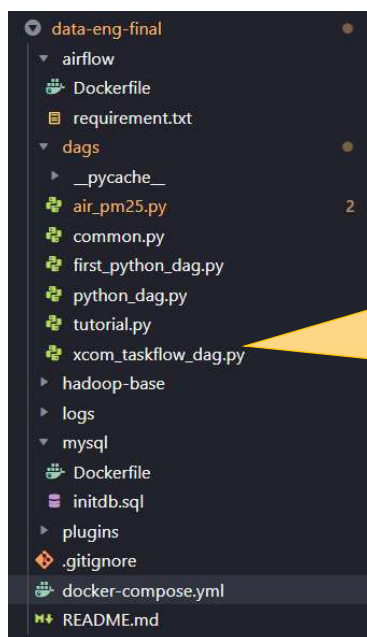 data-eng-final
airflow
Dockerfile
requirement.txt
dags
__pycache__
air_pm25.py 2
common.py
first_python_dag.py
python_dag.py
tutorial.py
xcom_taskflow_dag.py
hadoop-base
logs
mysql
Dockerfile
initdb.sql
plugins
.gitignore
docker-compose.yml
README.md